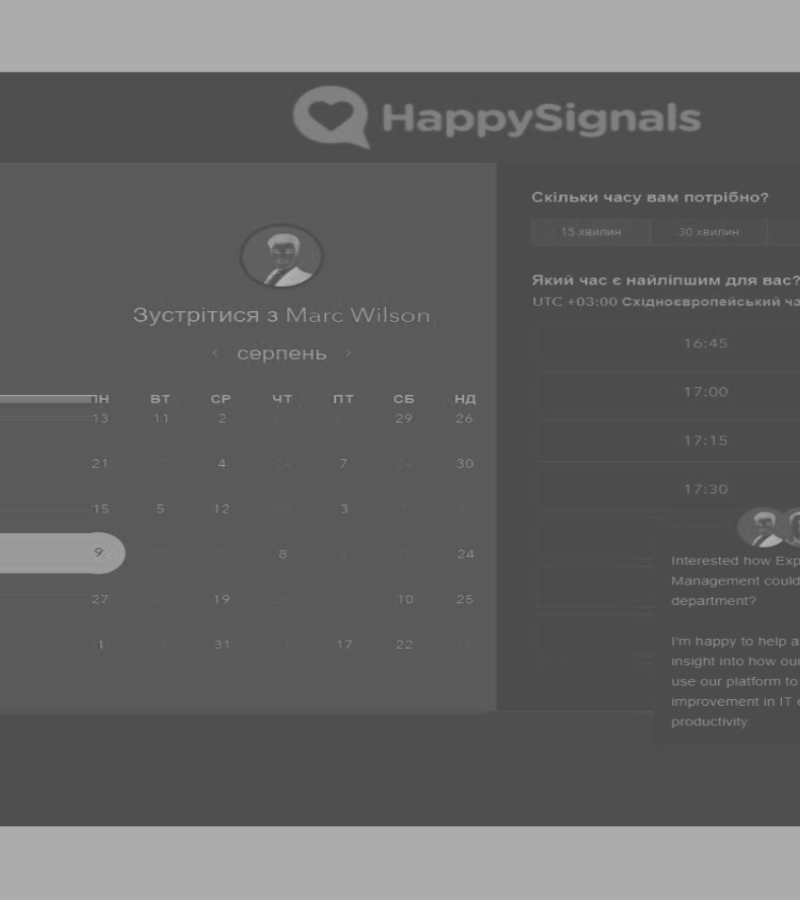 HappySignals
Зустрітися з Marc Wilson
‹ серпень ›
ПН ВТ СР ЧТ ПТ СБ НД
13 11 2 29 26
21 4 7 30
15 5 12 3
9 8 24
27 19 10 25
1 31 17 22
Скільки часу вам потрібно?
15 хвилин 30 хвилин
Який час є найліпшим для вас?
UTC +03:00 Східноєвропейський ча
16:45
17:00
17:15
17:30
Interested how Exp
Management could
department?
I'm happy to help a
insight into how our
use our platform to
improvement in IT e
productivity